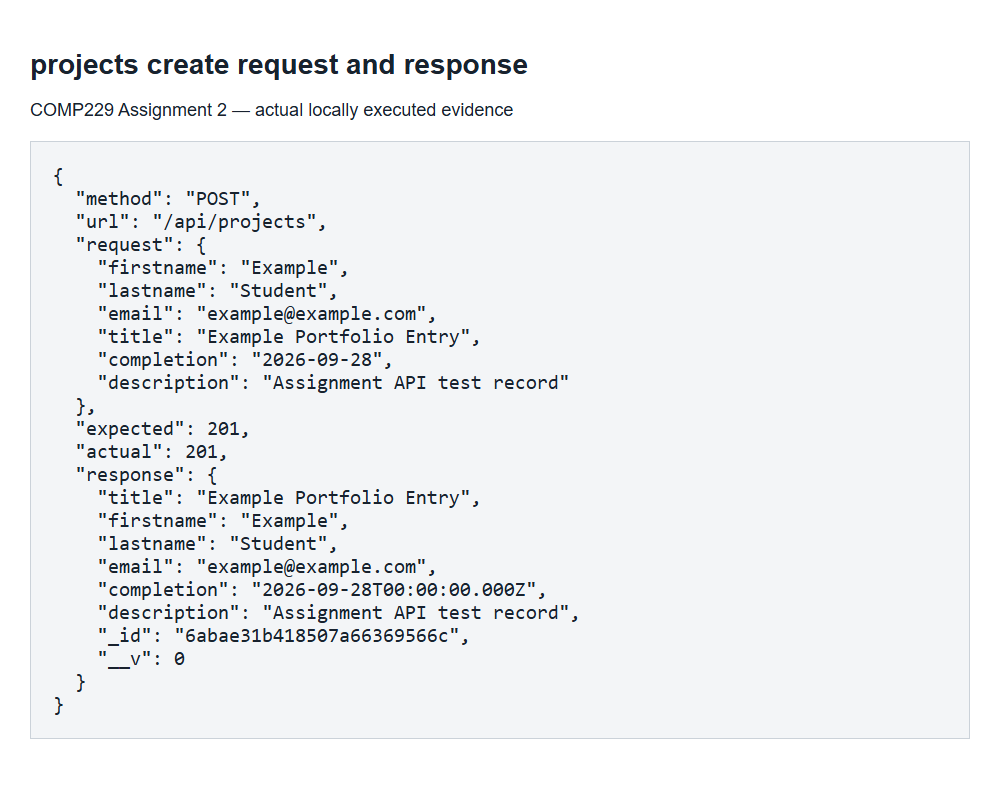 projects create request and response
COMP229 Assignment 2 — actual locally executed evidence
{
  "method": "POST",
  "url": "/api/projects",
  "request": {
    "firstname": "Example",
    "lastname": "Student",
    "email": "example@example.com",
    "title": "Example Portfolio Entry",
    "completion": "2026-09-28",
    "description": "Assignment API test record"
  },
  "expected": 201,
  "actual": 201,
  "response": {
    "title": "Example Portfolio Entry",
    "firstname": "Example",
    "lastname": "Student",
    "email": "example@example.com",
    "completion": "2026-09-28T00:00:00.000Z",
    "description": "Assignment API test record",
    "_id": "6abae31b418507a66369566c",
    "__v": 0
  }
}